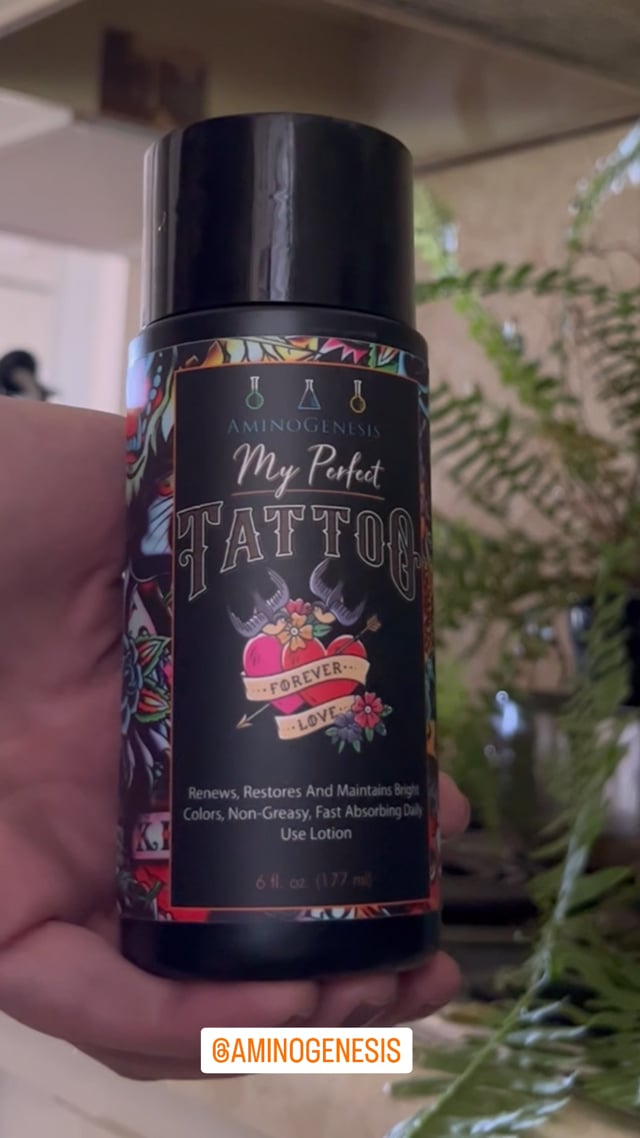 AMINOGENESIS
My Perfect
TATTOO
FOREVER
LOVE
Renews, Restores And Maintains Bright
Colors, Non-Greasy, Fast Absorbing Daily
Use Lotion
6 fl. oz. (177 ml)
@AMINOGENESIS